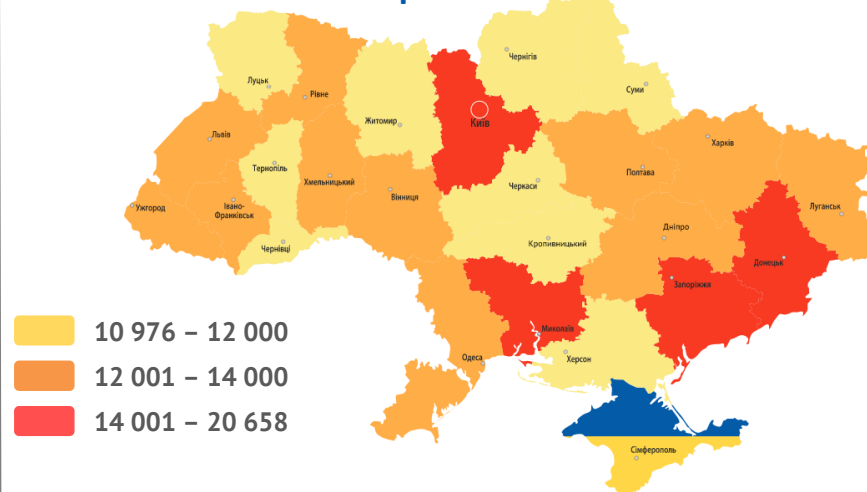 Чернігів
Луцьк
Рівне
Суми
Житомир
Київ
Львів
Харків
Тернопіль
Полтава
Хмельницький
Черкаси
Вінниця
Ужгород
Івано-
Франківськ
Луганськ
Чернівці
Кропивницький
Дніпро
Донецьк
Запоріжжя
10 976 – 12 000
Миколаїв
Одеса
Херсон
12 001 – 14 000
14 001 – 20 658
Сімферополь